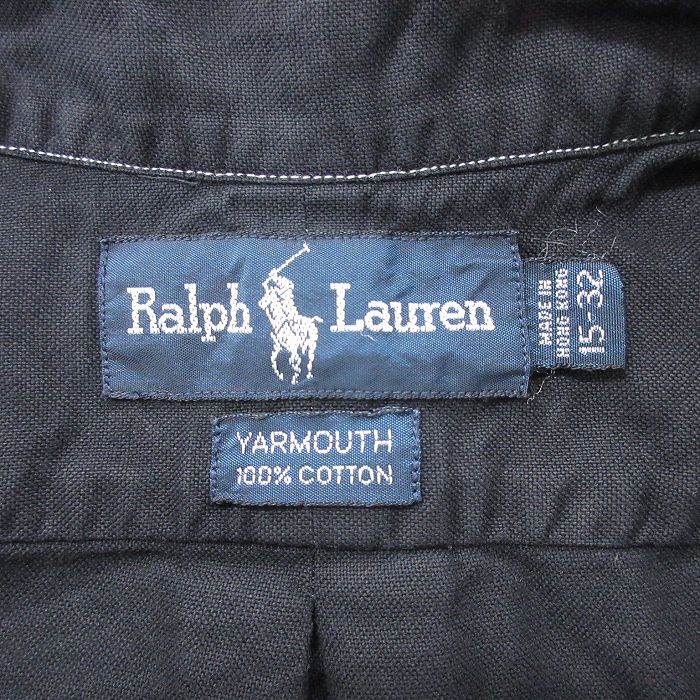 Ralph Lauren
MADE IN
HONG KONG
15-32
YARMOUTH
100% COTTON